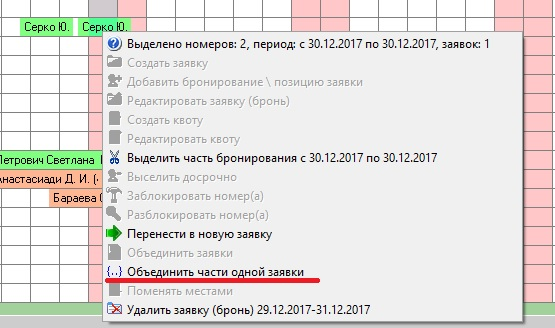 Серко Ю. Серко Ю.
Выделено номеров: 2, период: с 30.12.2017 по 30.12.2017, заявок: 1
Создать заявку
Добавить бронирование \ позицию заявки
Редактировать заявку (бронь)
Создать квоту
Редактировать квоту
Выделить часть бронирования с 30.12.2017 по 30.12.2017
Выселить досрочно
Заблокировать номер(а)
Разблокировать номер(а)
Перенести в новую заявку
Объединить заявки
{..} Объединить части одной заявки
Поменять местами
Удалить заявку (бронь) 29.12.2017-31.12.2017
Петрович Светлана
Анастасиади Д. И. (-
Бараева